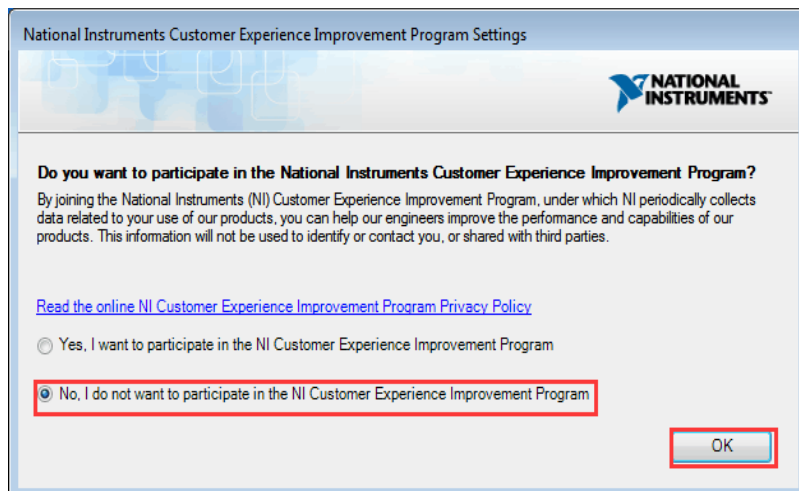 National Instruments Customer Experience Improvement Program Settings
NATIONAL
INSTRUMENTS™
Do you want to participate in the National Instruments Customer Experience Improvement Program?
By joining the National Instruments (NI) Customer Experience Improvement Program, under which NI periodically collects
data related to your use of our products, you can help our engineers improve the performance and capabilities of our
products. This information will not be used to identify or contact you, or shared with third parties.
Read the online NI Customer Experience Improvement Program Privacy Policy
Yes, I want to participate in the NI Customer Experience Improvement Program
No, I do not want to participate in the NI Customer Experience Improvement Program
OK